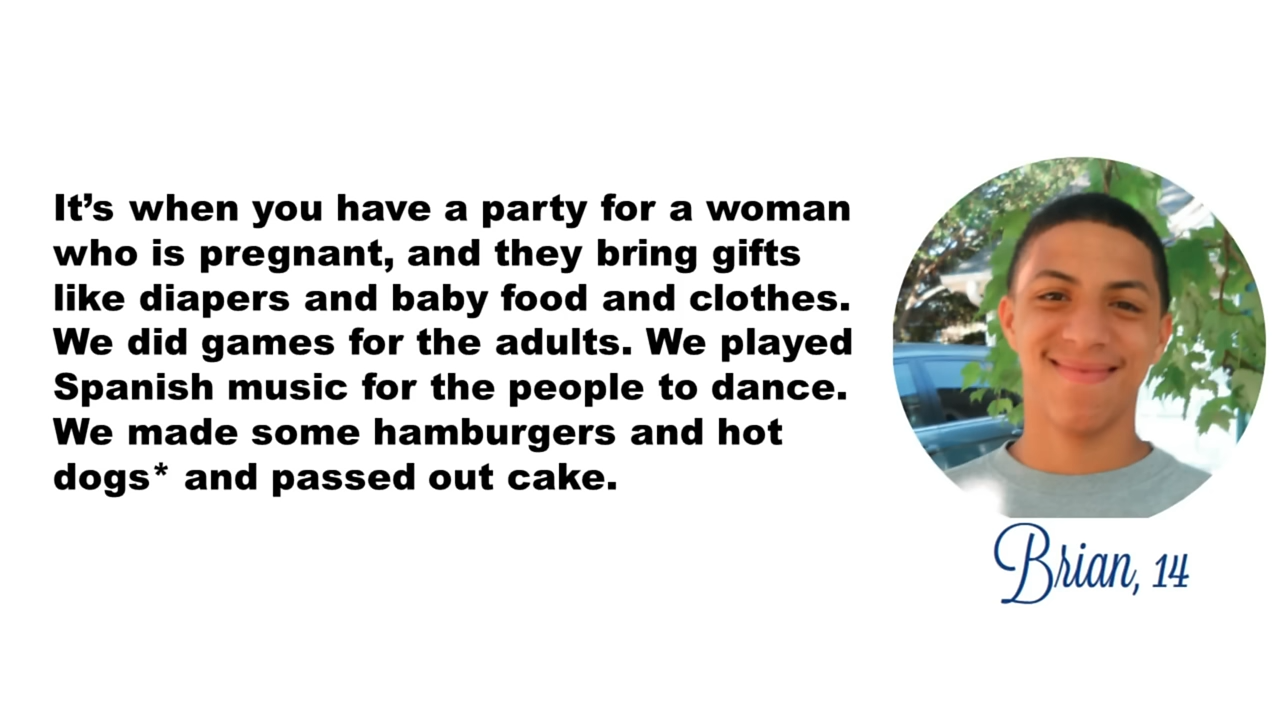 It’s when you have a party for a woman
who is pregnant, and they bring gifts
like diapers and baby food and clothes.
We did games for the adults. We played
Spanish music for the people to dance.
We made some hamburgers and hot
dogs* and passed out cake.
Brian, 14